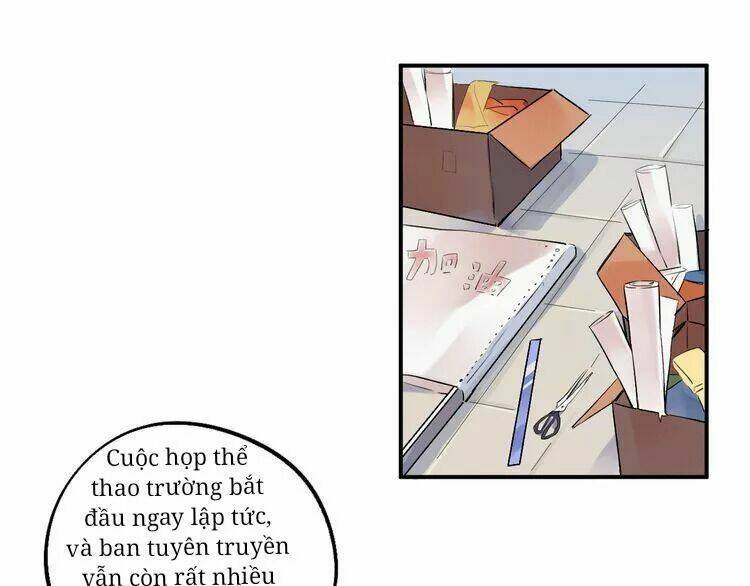 加油
Cuộc họp thể
thao trường bắt
đầu ngay lập tức,
và ban tuyên truyền
vẫn còn rất nhiều